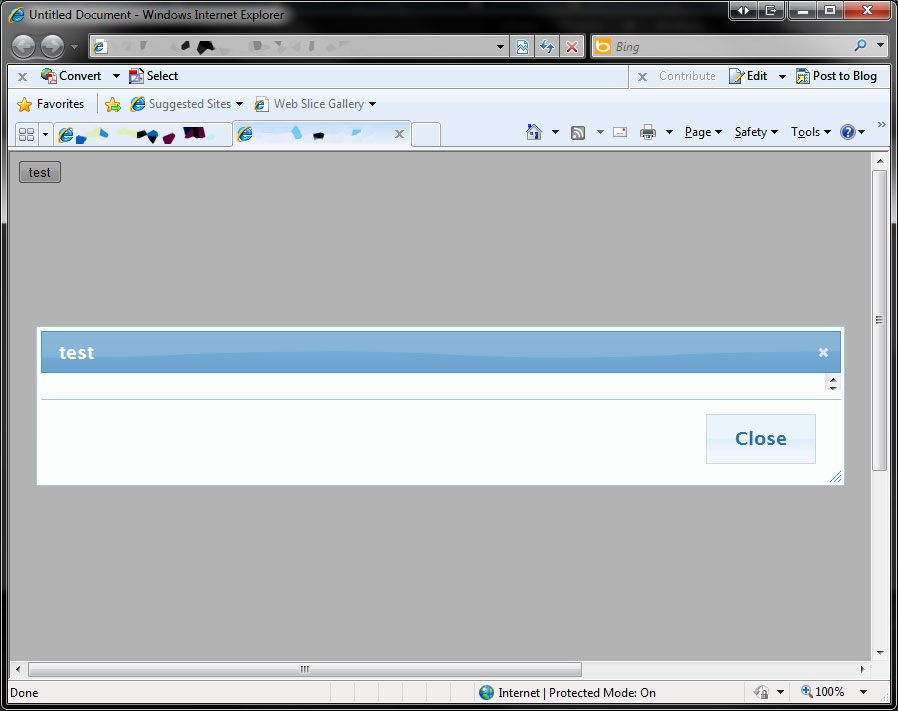 Untitled Document - Windows Internet Explorer
Bing
Convert Select Contribute Edit Post to Blog
Favorites Suggested Sites Web Slice Gallery
Page Safety Tools
test
test
Close
Done Internet | Protected Mode: On 100%